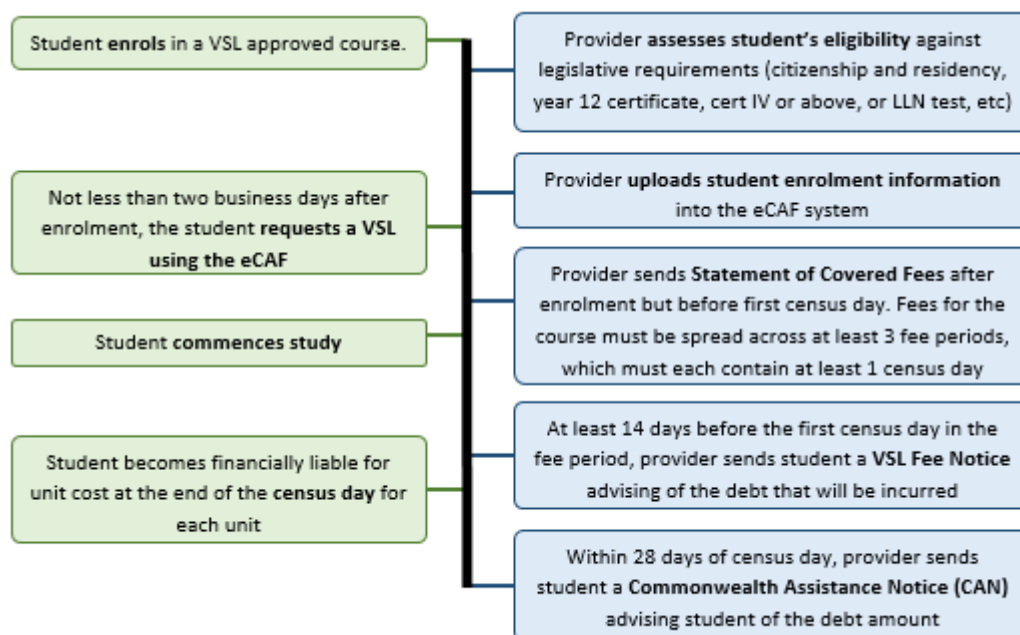 Student enrols in a VSL approved course.
Provider assesses student's eligibility against
legislative requirements (citizenship and residency,
year 12 certificate, cert IV or above, or LLN test, etc)
Provider uploads student enrolment information
into the eCAF system
Not less than two business days after
enrolment, the student requests a VSL
using the eCAF
Provider sends Statement of Covered Fees after
enrolment but before first census day. Fees for the
course must be spread across at least 3 fee periods,
which must each contain at least 1 census day
Student commences study
At least 14 days before the first census day in the
fee period, provider sends student a VSL Fee Notice
advising of the debt that will be incurred
Student becomes financially liable for
unit cost at the end of the census day for
each unit
Within 28 days of census day, provider sends
student a Commonwealth Assistance Notice (CAN)
advising student of the debt amount